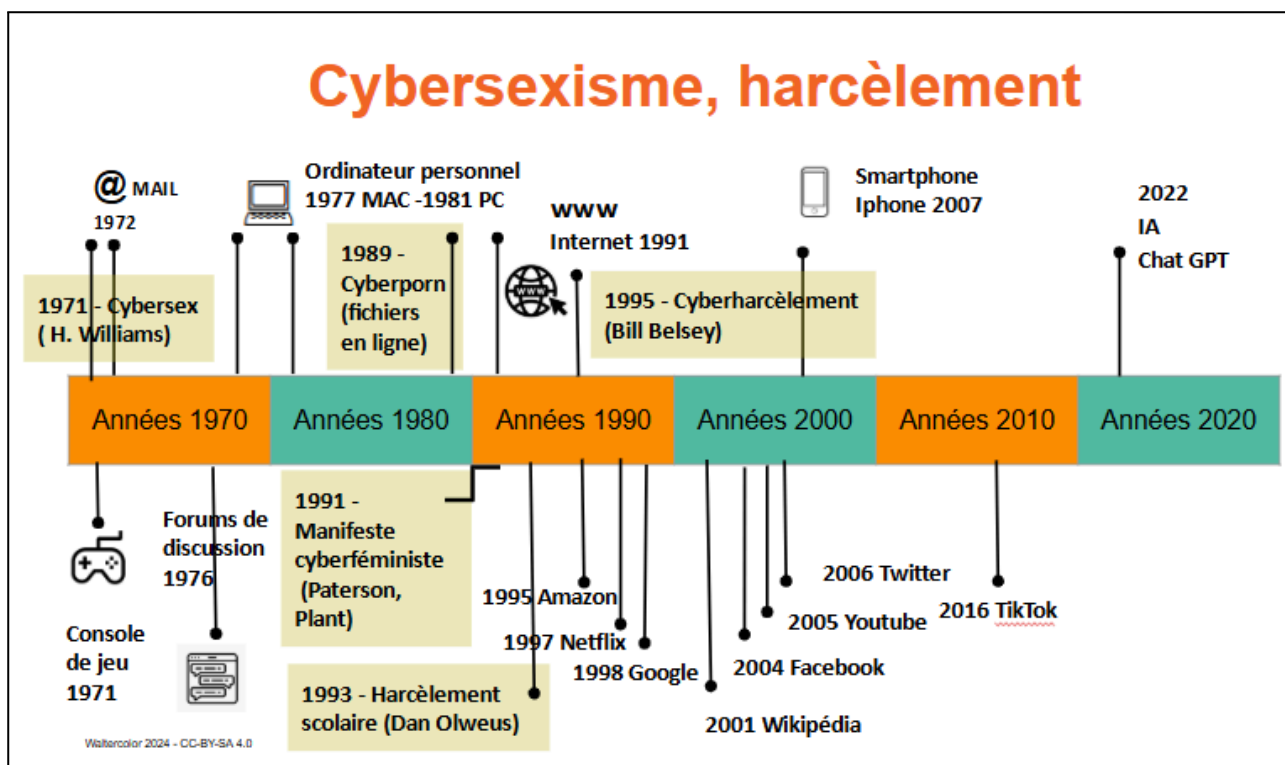 Cybersexisme, harcèlement
@ MAIL
1972
Ordinateur personnel
1977 MAC -1981 PC
www
Internet 1991
Smartphone
Iphone 2007
2022
IA
Chat GPT
1971 - Cybersex
( H. Williams)
1989 -
Cyberporn
(fichiers
en ligne)
WWW
1995 - Cyberharcèlement
(Bill Belsey)
Années 1970
Années 1980
Années 1990
Années 2000
Années 2010
Années 2020
Console
de jeu
1971
Forums de
discussion
1976
1991 -
Manifeste
cyberféministe
(Paterson,
Plant)
1993 - Harcèlement
scolaire (Dan Olweus)
1995 Amazon
1997 Netflix
1998 Google
2001 Wikipédia
2004 Facebook
2005 Youtube
2006 Twitter
2016 TikTok
Waltercolor 2024 - CC-BY-SA 4.0